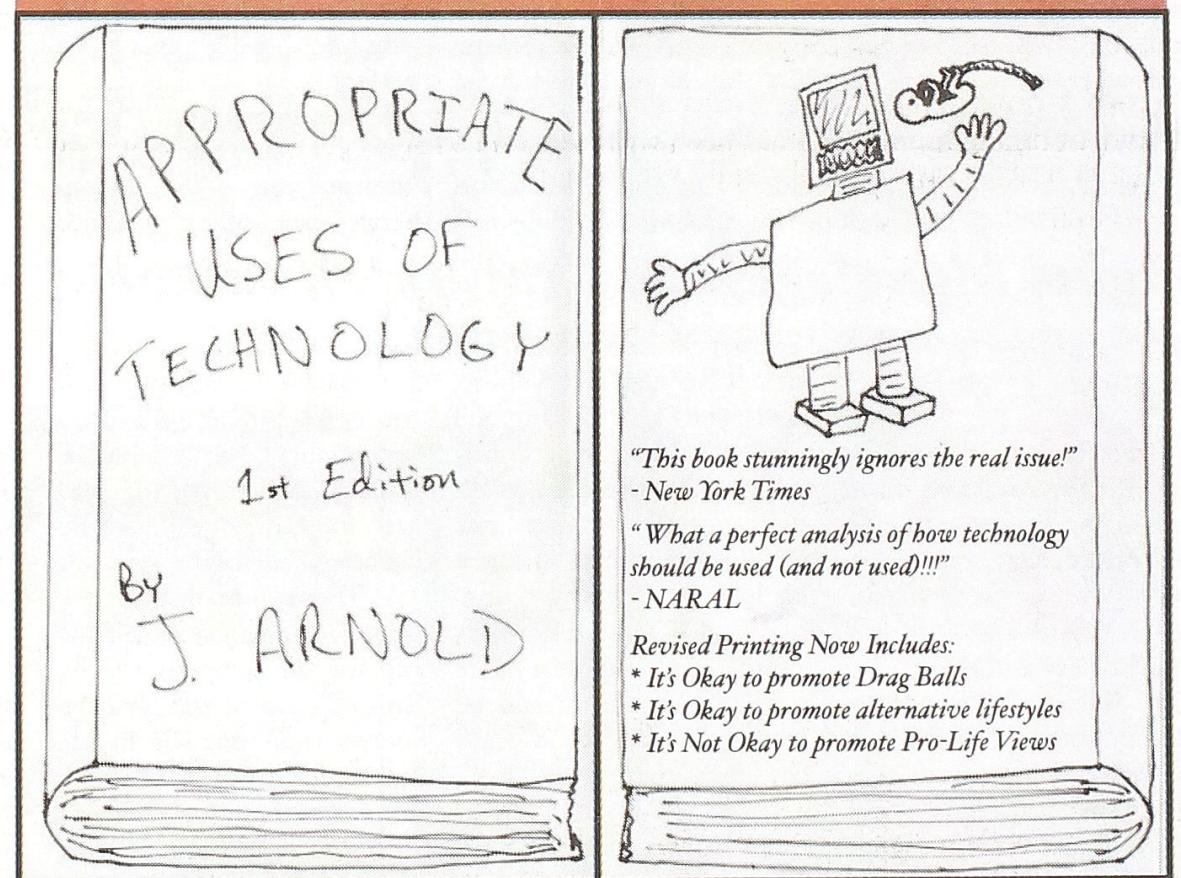 APPROPRIATE
USES OF
TECHNOLOGY
1st Edition
By
J. ARNOLD
"This book stunningly ignores the real issue!"
- New York Times
" What a perfect analysis of how technology
should be used (and not used)!!!"
- NARAL
Revised Printing Now Includes:
* It's Okay to promote Drag Balls
* It's Okay to promote alternative lifestyles
* It's Not Okay to promote Pro-Life Views